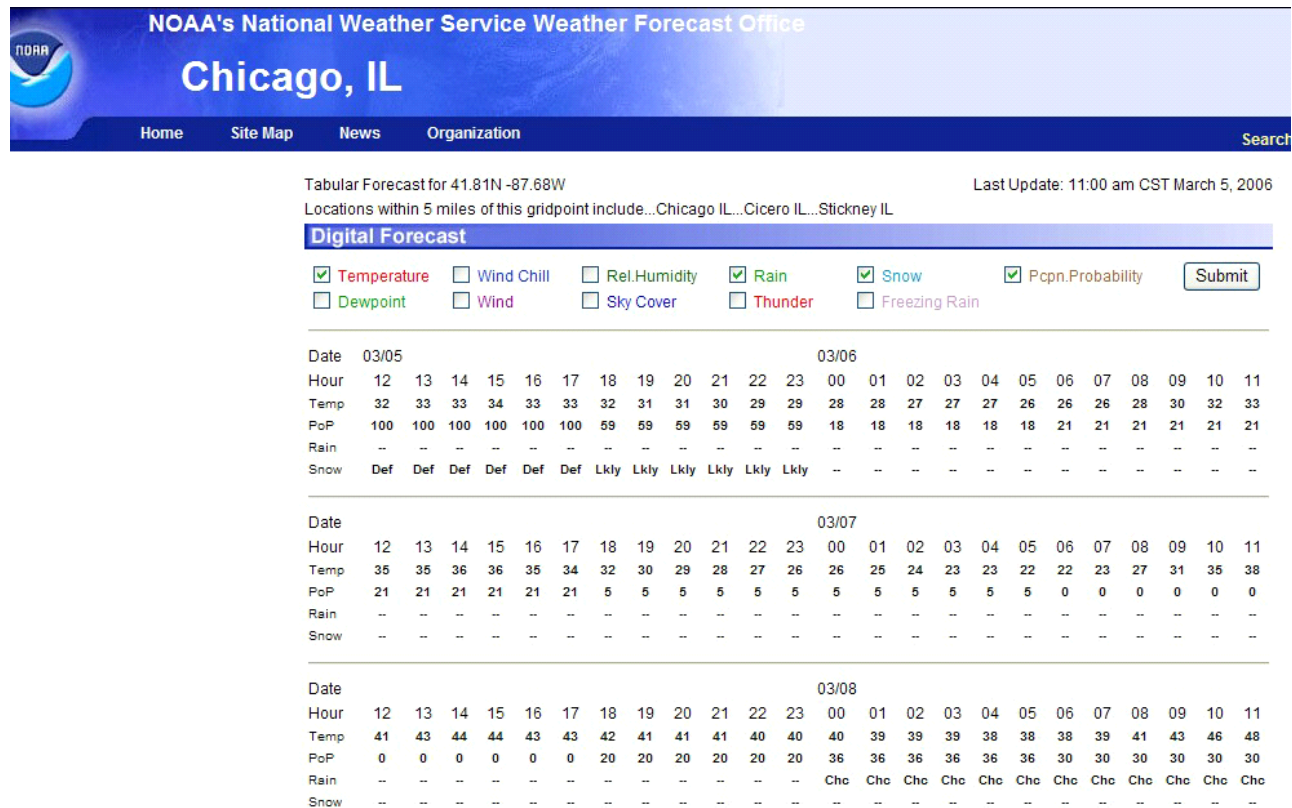 NOAA's National Weather Service Weather Forecast Office
NOAA
Chicago, IL
Home Site Map News Organization Search
Tabular Forecast for 41.81N -87.68W Last Update: 11:00 am CST March 5, 2006
Locations within 5 miles of this gridpoint include...Chicago IL...Cicero IL...Stickney IL
Digital Forecast
Temperature Wind Chill Rel.Humidity Rain Snow Pcpn.Probability Submit
Dewpoint Wind Sky Cover Thunder Freezing Rain
Date 03/05 03/06
Hour 12 13 14 15 16 17 18 19 20 21 22 23 00 01 02 03 04 05 06 07 08 09 10 11
Temp 32 33 33 34 33 33 32 31 31 30 29 29 28 28 27 27 27 26 26 26 28 30 32 33
PoP 100 100 100 100 100 100 59 59 59 59 59 59 18 18 18 18 18 18 21 21 21 21 21 21
Rain -- -- -- -- -- -- -- -- -- -- -- -- -- -- -- -- -- -- -- -- -- -- -- --
Snow Def Def Def Def Def Def Lkly Lkly Lkly Lkly Lkly Lkly -- -- -- -- -- -- -- -- -- -- -- --
Date 03/07
Hour 12 13 14 15 16 17 18 19 20 21 22 23 00 01 02 03 04 05 06 07 08 09 10 11
Temp 35 35 36 36 35 34 32 30 29 28 27 26 26 25 24 23 23 22 22 23 27 31 35 38
PoP 21 21 21 21 21 21 5 5 5 5 5 5 5 5 5 5 5 5 0 0 0 0 0 0
Rain -- -- -- -- -- -- -- -- -- -- -- -- -- -- -- -- -- -- -- -- -- -- -- --
Snow -- -- -- -- -- -- -- -- -- -- -- -- -- -- -- -- -- -- -- -- -- -- -- --
Date 03/08
Hour 12 13 14 15 16 17 18 19 20 21 22 23 00 01 02 03 04 05 06 07 08 09 10 11
Temp 41 43 44 44 43 43 42 41 41 41 40 40 40 39 39 39 38 38 38 39 41 43 46 48
PoP 0 0 0 0 0 0 20 20 20 20 20 20 36 36 36 36 36 36 30 30 30 30 30 30
Rain -- -- -- -- -- -- -- -- -- -- -- -- Chc Chc Chc Chc Chc Chc Chc Chc Chc Chc Chc Chc
Snow -- -- -- -- -- -- -- -- -- -- -- -- -- -- -- -- -- -- -- -- -- -- -- --